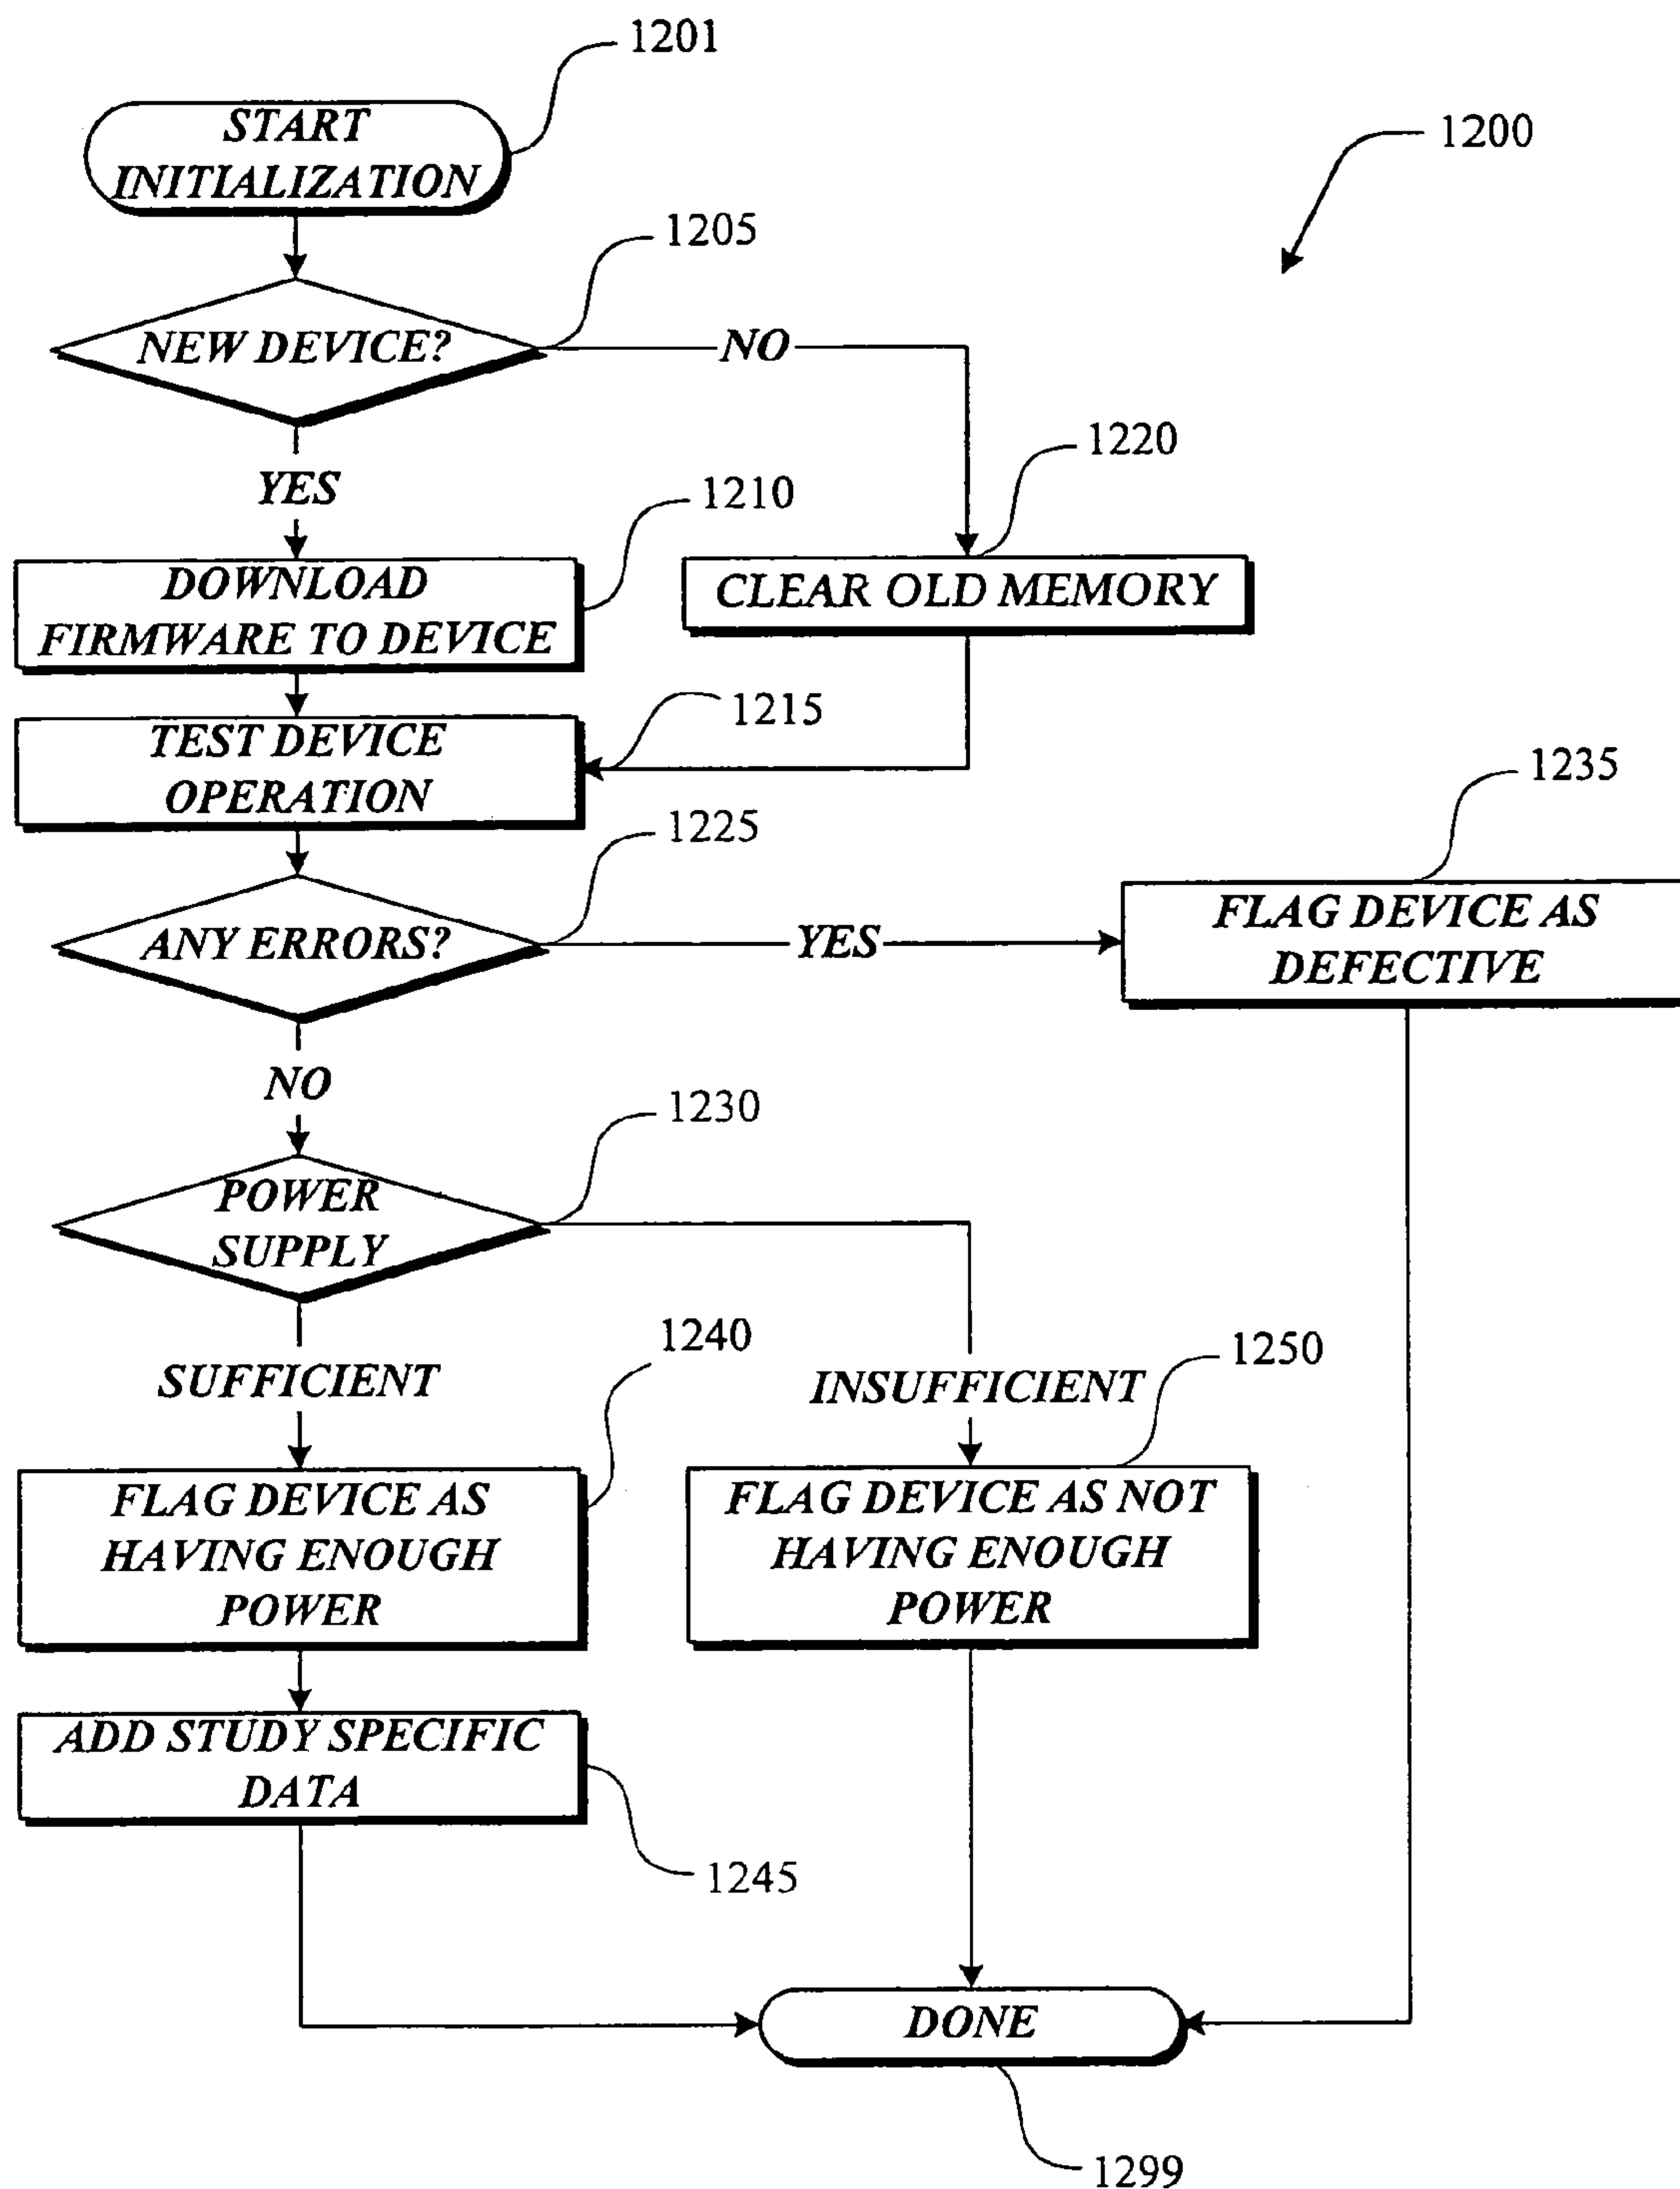 1201
START
INITIALIZATION
1200
1205
NEW DEVICE?
NO
YES
1220
1210
DOWNLOAD
FIRMWARE TO DEVICE
CLEAR OLD MEMORY
1215
TEST DEVICE
OPERATION
1235
1225
ANY ERRORS?
YES
FLAG DEVICE AS
DEFECTIVE
NO
1230
POWER
SUPPLY
1240
1250
SUFFICIENT
INSUFFICIENT
FLAG DEVICE AS
HAVING ENOUGH
POWER
FLAG DEVICE AS NOT
HAVING ENOUGH
POWER
ADD STUDY SPECIFIC
DATA
1245
DONE
1299